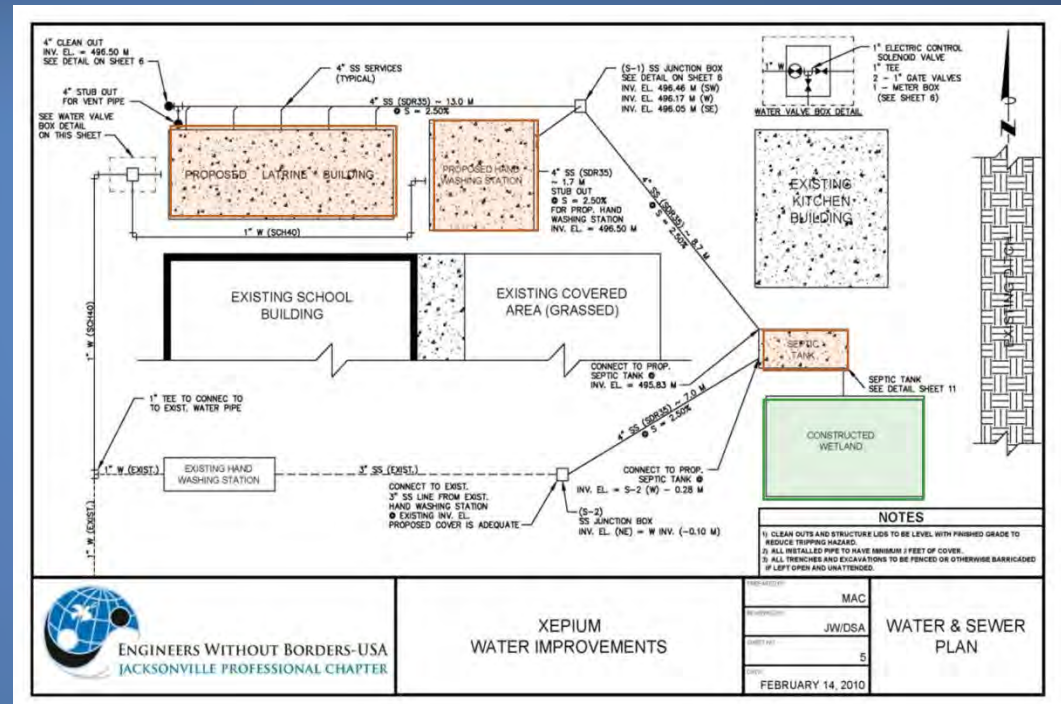 4" CLEAN OUT
INV. EL. = 496.50 M
SEE DETAIL ON SHEET 6
4" STUB OUT
FOR VENT PIPE
SEE WATER VALVE
BOX DETAIL
ON THIS SHEET
4" SS SERVICES
(TYPICAL)
4" SS (SDR35) ~ 13.0 M
@ S = 2.50%
(S-1) SS JUNCTION BOX
SEE DETAIL ON SHEET 6
INV. EL. 496.46 M (SW)
INV. EL. 496.17 M (W)
INV. EL. 496.05 M (SE)
1" W
1" ELECTRIC CONTROL
SOLENOID VALVE
1" TEE
2 - 1" GATE VALVES
1 - METER BOX
(SEE SHEET 6)
WATER VALVE BOX DETAIL
PROPOSED LATRINE BUILDING
PROPOSED HAND
WASHING STATION
4" SS (SDR35)
~ 1.7 M
STUB OUT
@ S = 2.50%
FOR PROP. HAND
WASHING STATION
INV. EL. = 496.50 M
4" SS (SDR35) ~ 8.7 M
@ S = 2.50%
EXISTING
KITCHEN
BUILDING
EXISTING DITCH
1" W (SCH40)
1" W (SCH40)
EXISTING SCHOOL
BUILDING
EXISTING COVERED
AREA (GRASSED)
SEPTIC
TANK
CONNECT TO PROP.
SEPTIC TANK @
INV. EL. = 495.83 M
SEPTIC TANK
SEE DETAIL SHEET 11
4" SS (SDR35) ~ 7.0 M
@ S = 2.50%
1" TEE TO CONNEC TO
TO EXIST. WATER PIPE
CONSTRUCTED
WETLAND
1" W (EXIST.)
EXISTING HAND
WASHING STATION
3" SS (EXIST.)
CONNECT TO EXIST.
3" SS LINE FROM EXIST.
HAND WASHING STATION
@ EXISTING INV. EL.
PROPOSED COVER IS ADEQUATE
CONNECT TO PROP.
SEPTIC TANK @
INV. EL. = S-2 (W) - 0.28 M
(S-2)
SS JUNCTION BOX
INV. EL. (NE) = W INV. (-0.10 M)
1" W (EXIST.)
NOTES
1) CLEAN OUTS AND STRUCTURE LIDS TO BE LEVEL WITH FINISHED GRADE TO
REDUCE TRIPPING HAZARD.
2) ALL INSTALLED PIPE TO HAVE MINIMUM 2 FEET OF COVER.
3) ALL TRENCHES AND EXCAVATIONS TO BE FENCED OR OTHERWISE BARRICADED
IF LEFT OPEN AND UNATTENDED.
ENGINEERS WITHOUT BORDERS-USA
JACKSONVILLE PROFESSIONAL CHAPTER
XEPIUM
WATER IMPROVEMENTS
PREPARED BY:
MAC
REVIEWED BY:
JW/DSA
SHEET NO:
5
DATE:
FEBRUARY 14, 2010
WATER & SEWER
PLAN